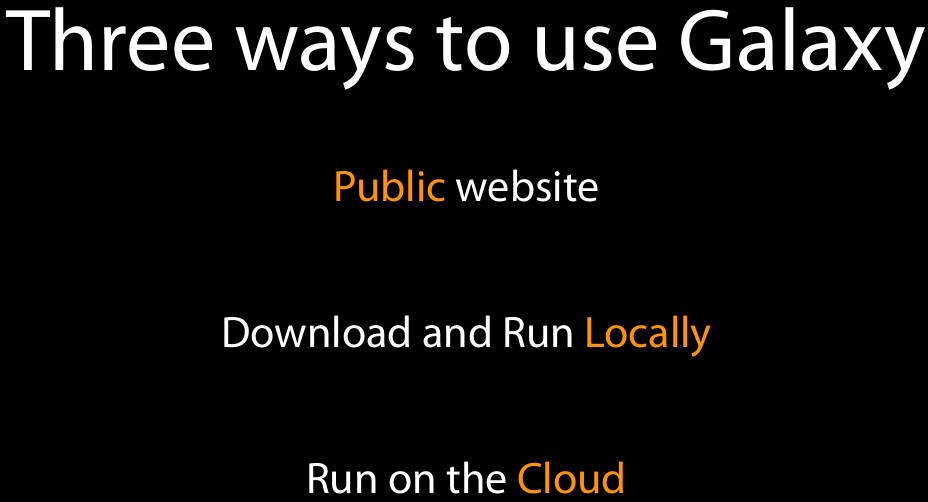 Three ways to use Galaxy
Public website
Download and Run Locally
Run on the Cloud